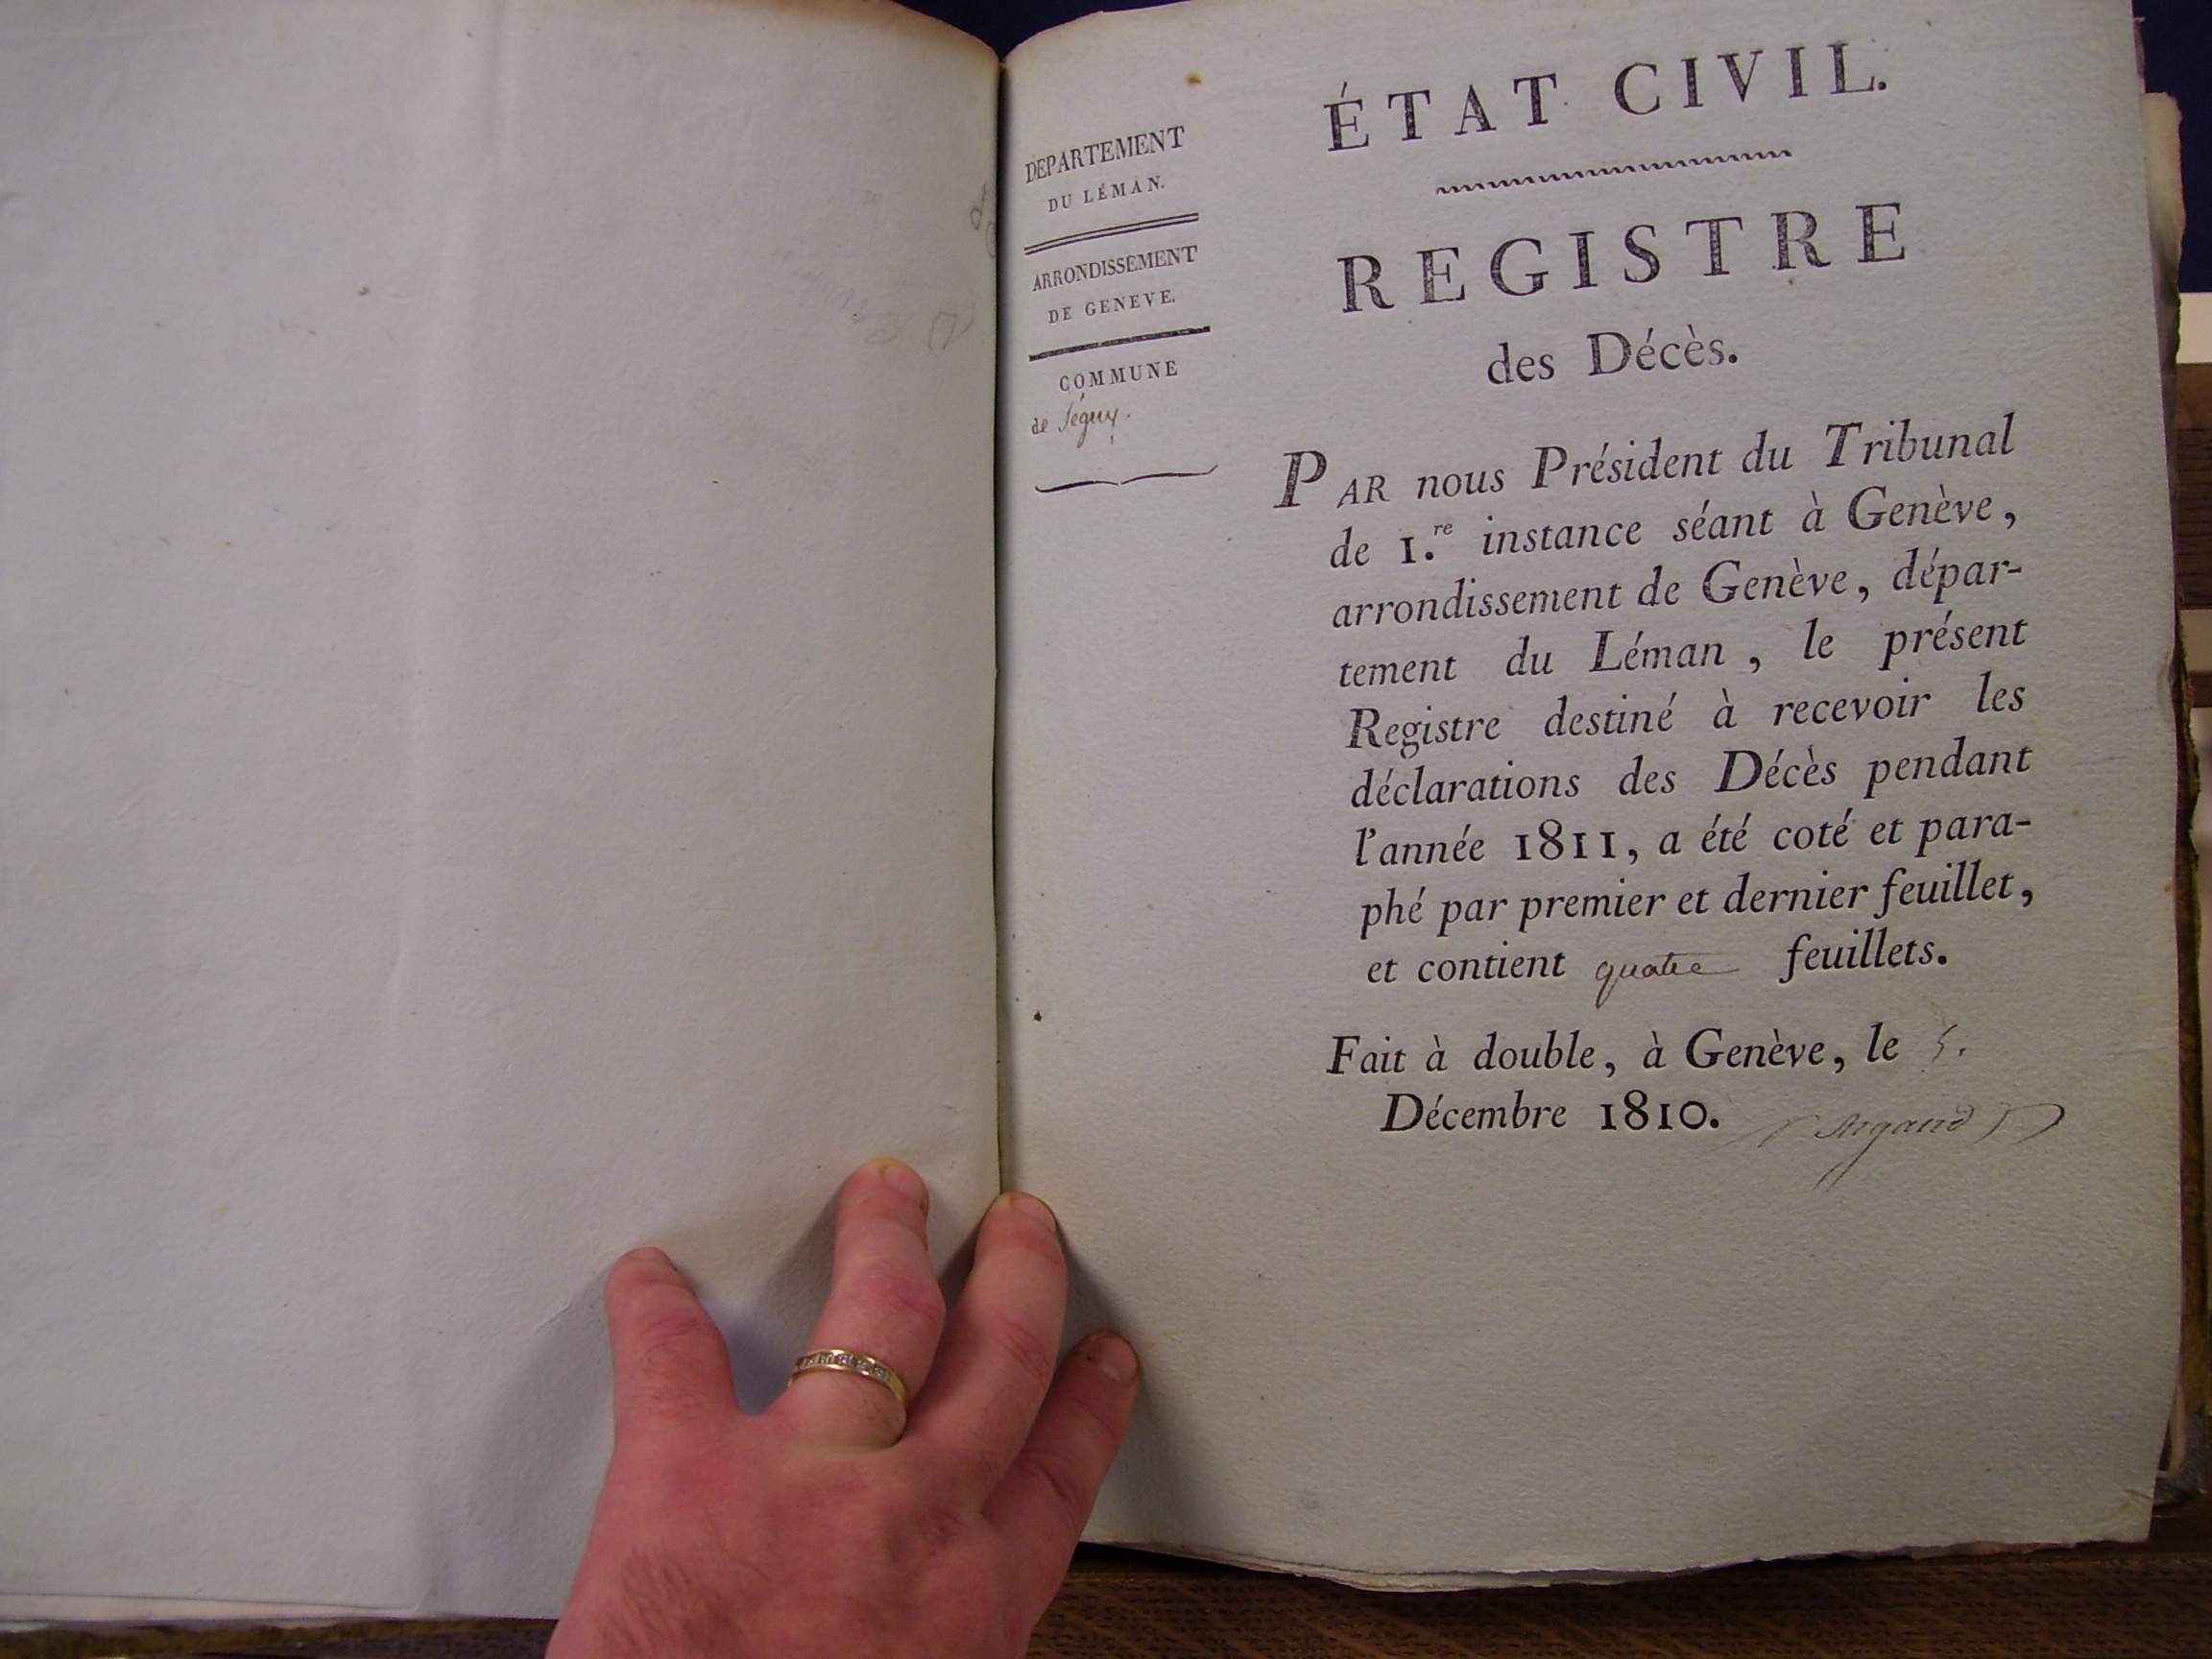 DEPARTEMENT
DU LÉMAN.
ARRONDISSEMENT
DE GENEVE.
COMMUNE
de Ségny.
ÉTAT CIVIL.
REGISTRE
des Décès.
PAR nous Président du Tribunal
de 1.re instance séant à Genève,
arrondissement de Genève, dépar-
tement du Léman, le présent
Registre destiné à recevoir les
déclarations des Décès pendant
l'année 1811, a été coté et para-
phé par premier et dernier feuillet,
et contient quatre feuillets.
Fait à double, à Genève, le 5.
Décembre 1810.
Argand